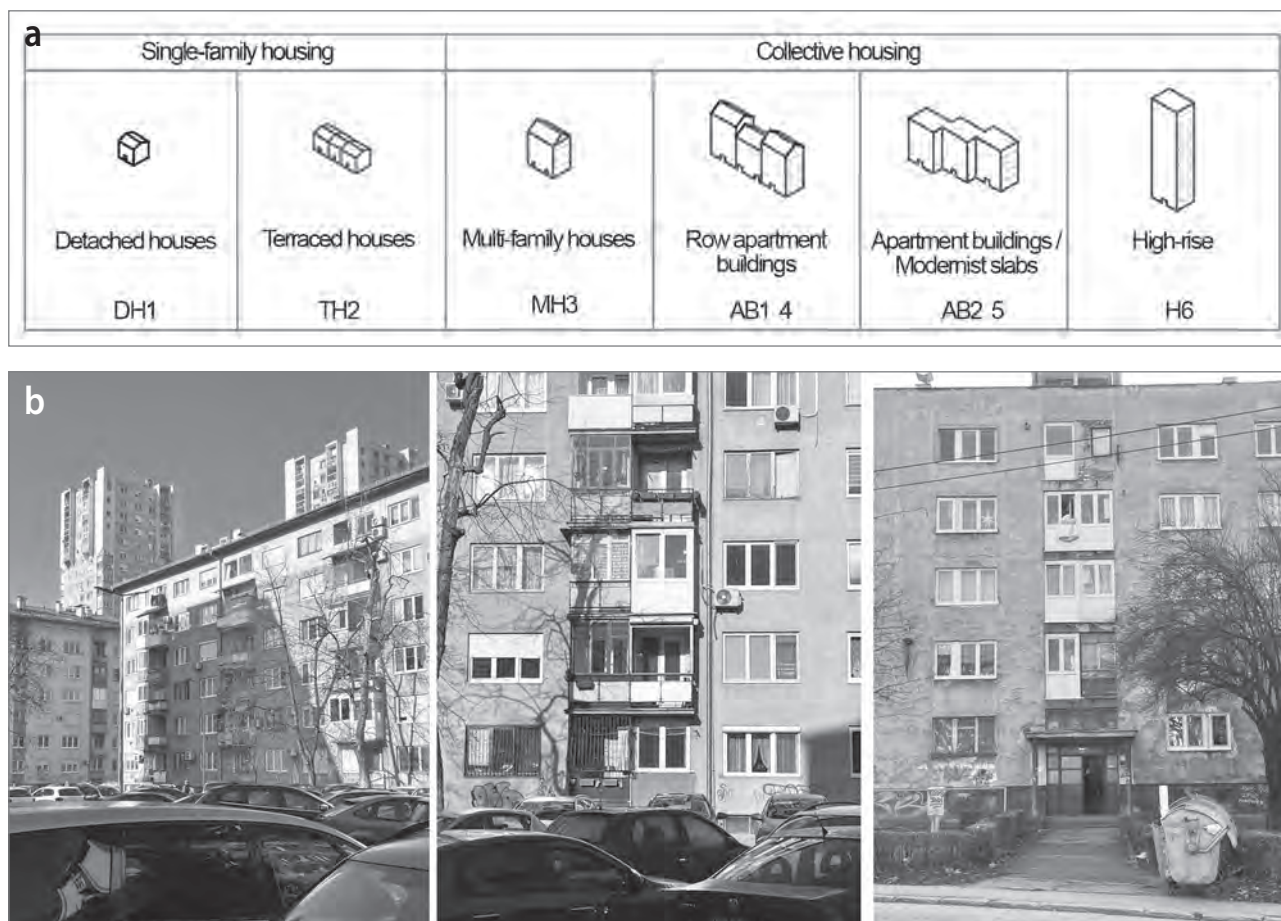 a
Single-family housing
Collective housing
Detached houses
DH1
Terraced houses
TH2
Multi-family houses
MH3
Row apartment
buildings
AB1 4
Apartment buildings /
Modernist slabs
AB2 5
High-rise
H6
b